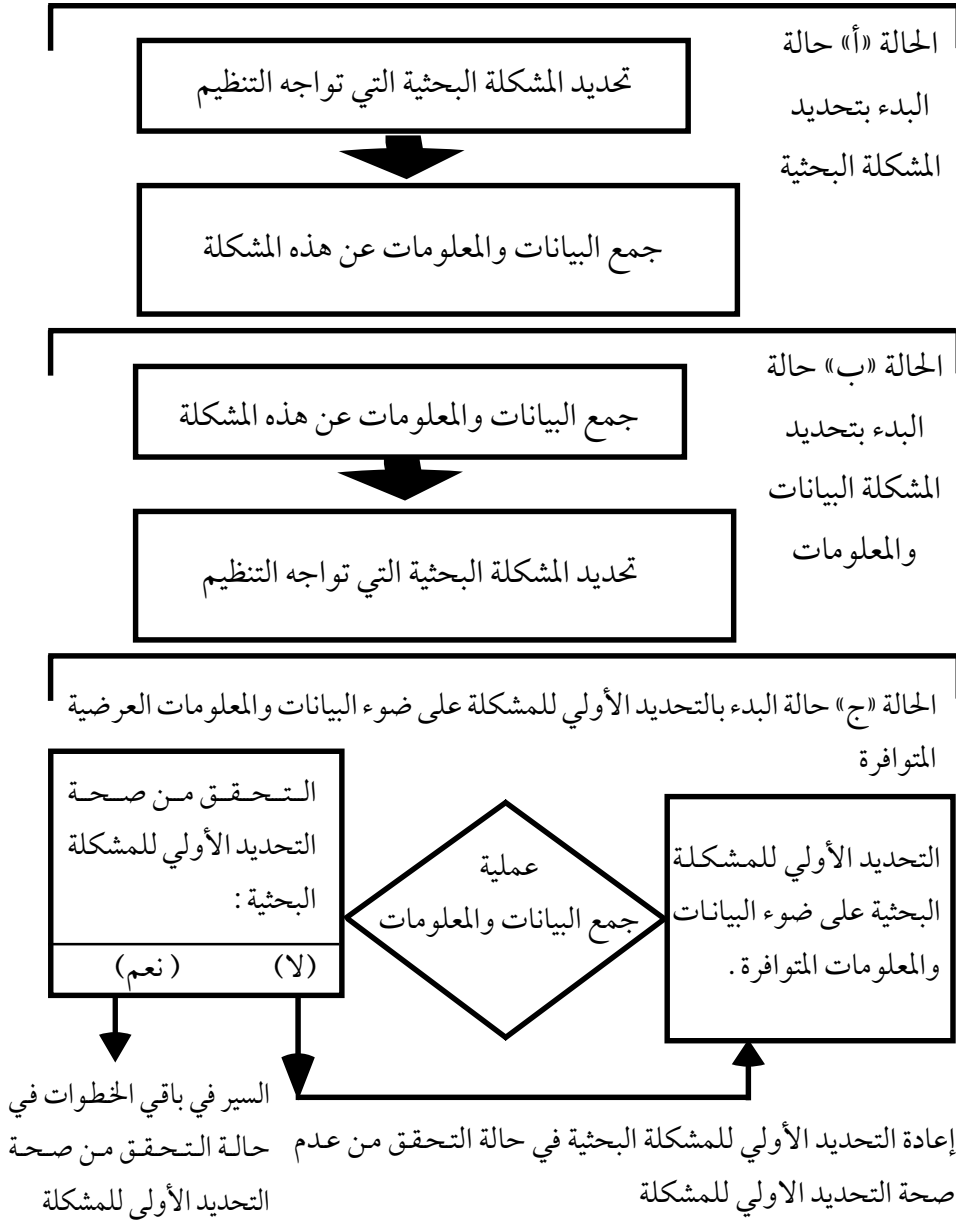 الحالة «أ» حالة
البدء بتحديد
المشكلة البحثية
تحديد المشكلة البحثية التي تواجه التنظيم
جمع البيانات والمعلومات عن هذه المشكلة
الحالة «ب» حالة
البدء بتحديد
المشكلة البيانات
والمعلومات
جمع البيانات والمعلومات عن هذه المشكلة
تحديد المشكلة البحثية التي تواجه التنظيم
الحالة «ج» حالة البدء بالتحديد الأولي للمشكلة على ضوء البيانات والمعلومات العرضية
المتوافرة
التحديد الأولي للمشكلة
البحثية على ضوء البيانات
والمعلومات المتوافرة .
عملية
جمع البيانات والمعلومات
التحقق من صحة
التحديد الأولي للمشكلة
البحثية :
(لا) (نعم)
إعادة التحديد الأولي للمشكلة البحثية في حالة التحقق من عدم
صحة التحديد الاولي للمشكلة
السير في باقي الخطوات في
حالة التحقق من صحة
التحديد الأولى للمشكلة